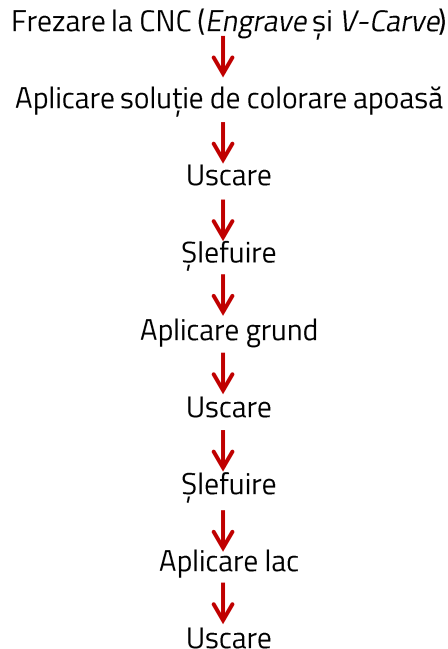 Frezare la CNC (Engrave și V-Carve)
Aplicare soluție de colorare apoasă
Uscare
Șlefuire
Aplicare grund
Uscare
Șlefuire
Aplicare lac
Uscare